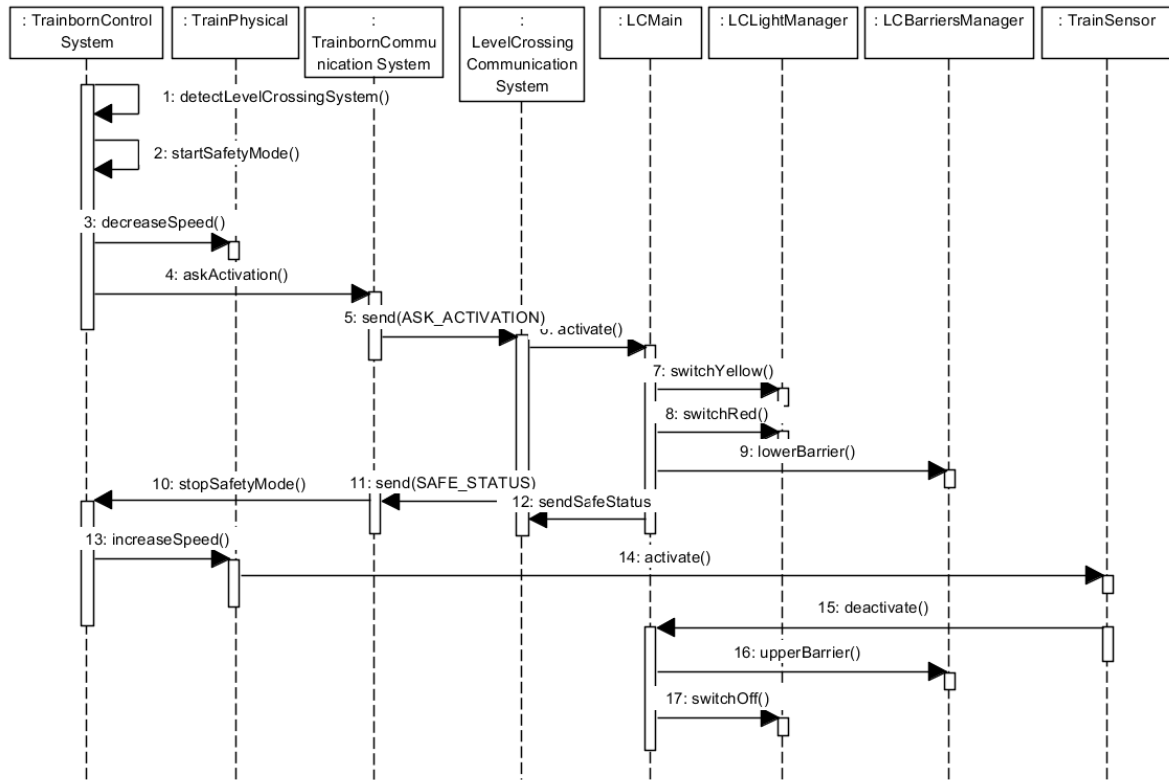 : TrainbornControl
System
: TrainPhysical
:
TrainbornCommu
nication System
:
LevelCrossing
Communication
System
: LCMain
: LCLightManager
: LCBarriersManager
: TrainSensor
1: detectLevelCrossingSystem()
2: startSafetyMode()
3: decreaseSpeed()
4: askActivation()
5: send(ASK_ACTIVATION)
activate()
7: switchYellow()
8: switchRed()
9: lowerBarrier()
10: stopSafetyMode()
11: send(SAFE_STATUS)
12: sendSafeStatus
13: increaseSpeed()
14: activate()
15: deactivate()
16: upperBarrier()
17: switchOff()